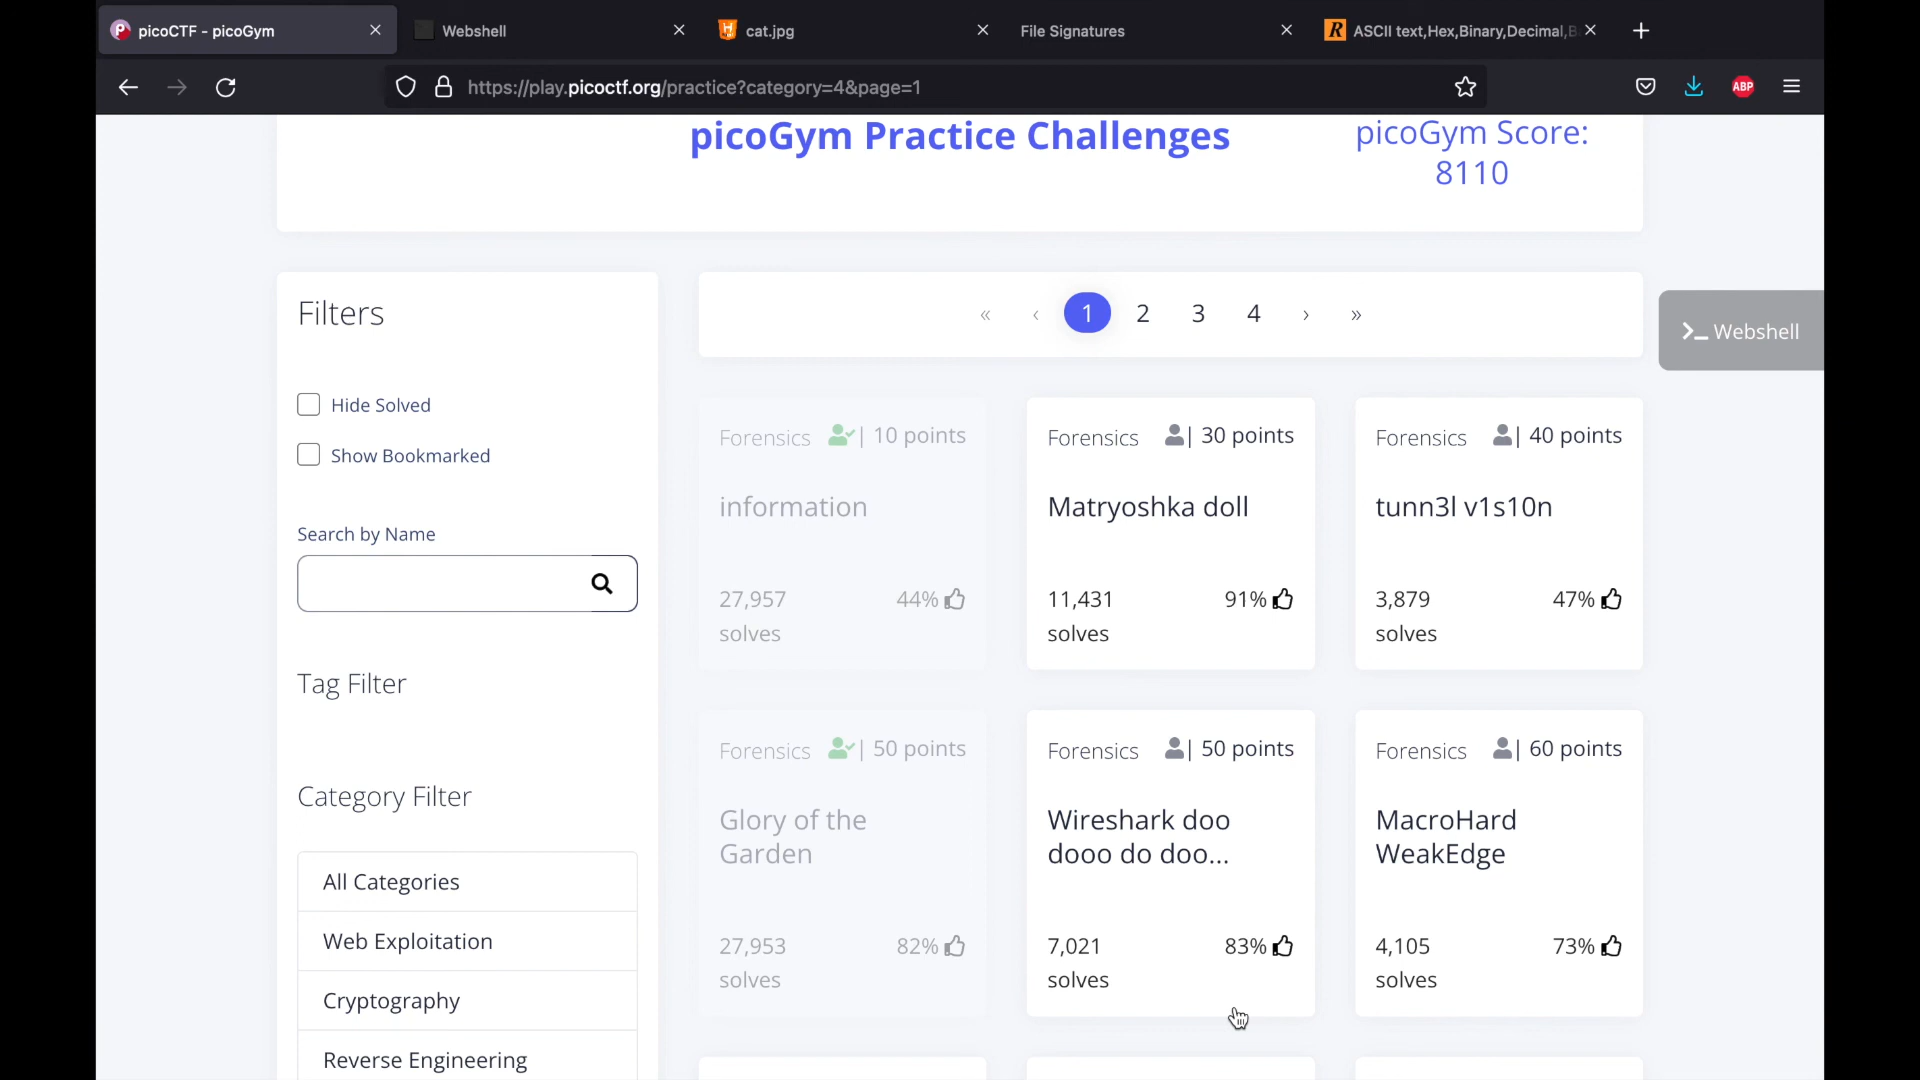 picoCTF - picoGym
Webshell
cat.jpg
File Signatures
ASCII text,Hex,Binary,Decimal,B
https://play.picoctf.org/practice?category=4&page=1
ABP
picoGym Practice Challenges
picoGym Score:
8110
Filters
Hide Solved
Show Bookmarked
Search by Name
Tag Filter
Category Filter
All Categories
Web Exploitation
Cryptography
Reverse Engineering
« ‹ 1 2 3 4 › »
Webshell
Forensics | 10 points
information
27,957
solves
44%
Forensics | 30 points
Matryoshka doll
11,431
solves
91%
Forensics | 40 points
tunn3l v1s10n
3,879
solves
47%
Forensics | 50 points
Glory of the
Garden
27,953
solves
82%
Forensics | 50 points
Wireshark doo
dooo do doo...
7,021
solves
83%
Forensics | 60 points
MacroHard
WeakEdge
4,105
solves
73%